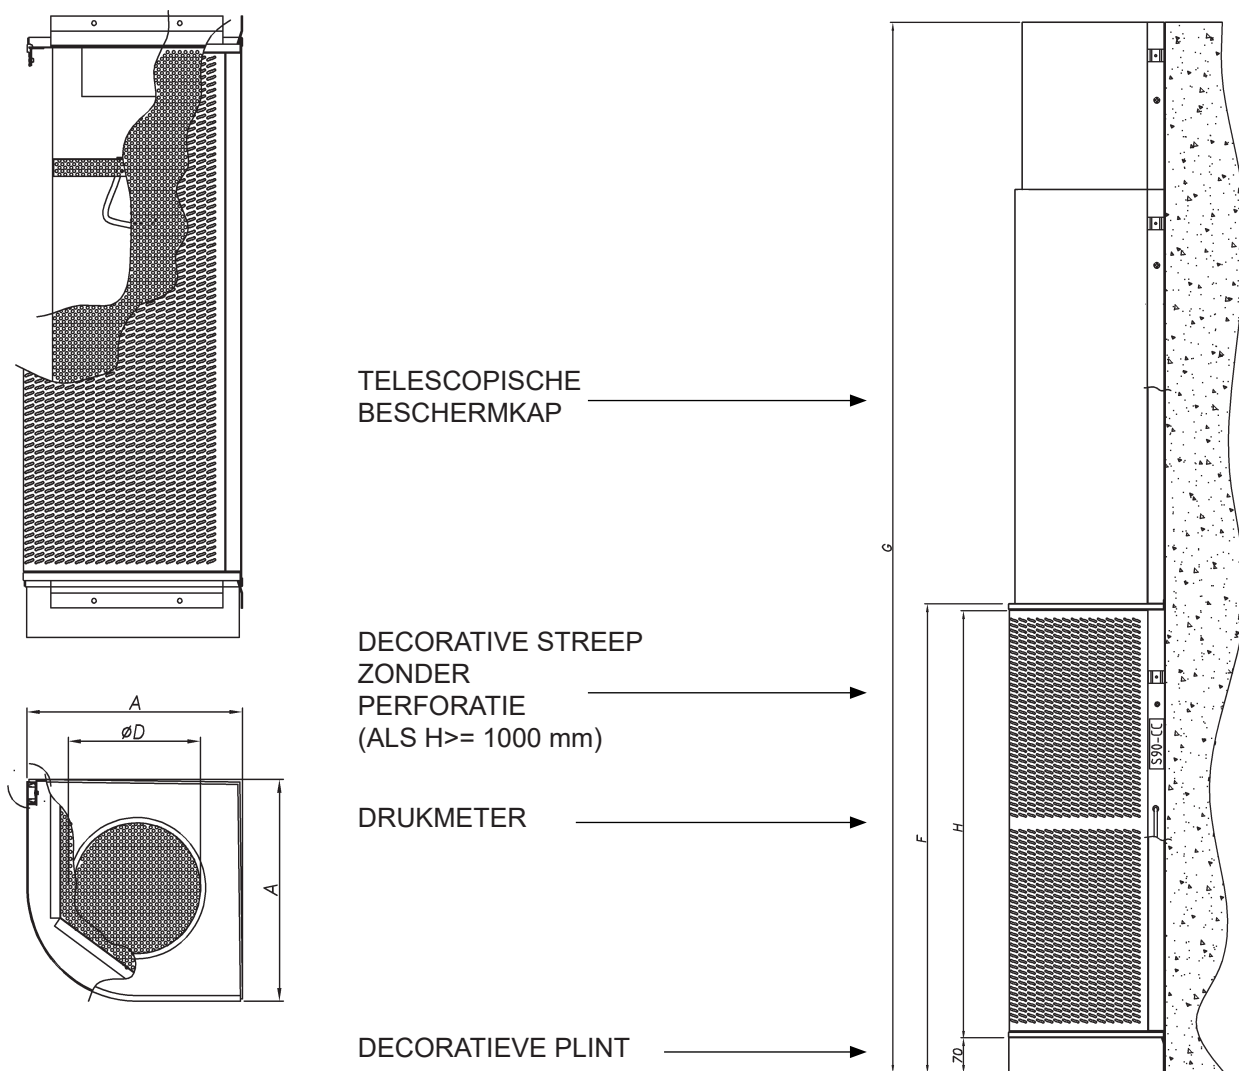 TELESCOPISCHE
BESCHERMKAP
G
DECORATIVE STREEP
ZONDER
PERFORATIE
(ALS H>= 1000 mm)
A
øD
S90-CC
DRUKMETER
F
H
A
DECORATIEVE PLINT
70